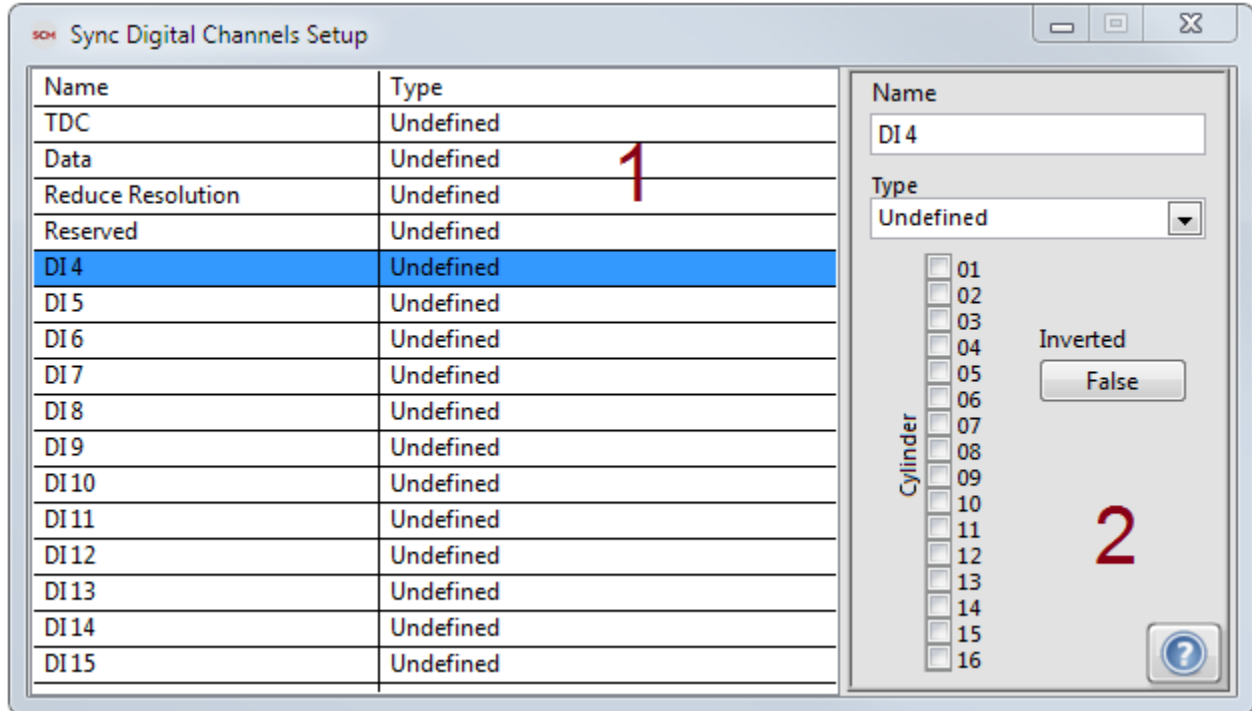 SCM Sync Digital Channels Setup
Name Type
TDC Undefined
Data Undefined
Reduce Resolution Undefined
Reserved Undefined
DI 4 Undefined
DI 5 Undefined
DI 6 Undefined
DI 7 Undefined
DI 8 Undefined
DI 9 Undefined
DI 10 Undefined
DI 11 Undefined
DI 12 Undefined
DI 13 Undefined
DI 14 Undefined
DI 15 Undefined
1
Name
DI 4
Type
Undefined
Cylinder
01
02
03
04
05
06
07
08
09
10
11
12
13
14
15
16
Inverted
False
2
?